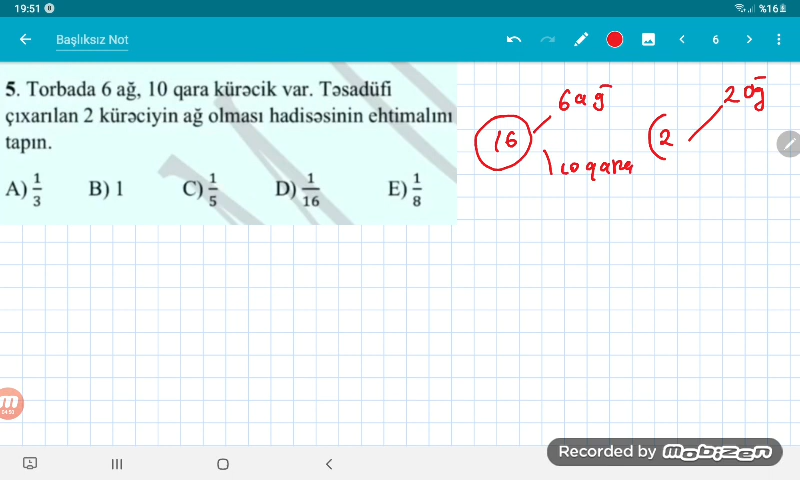 19:51
%16
Başlıksız Not
6
5. Torbada 6 ağ, 10 qara kürəcik var. Təsadüfi
çıxarılan 2 kürəciyin ağ olması hadisəsinin ehtimalını
tapın.
A) 1/3 B) 1 C) 1/5 D) 1/16 E) 1/8
16
6 ağ
10 qara
2
2 ağ
Recorded by
mobizen